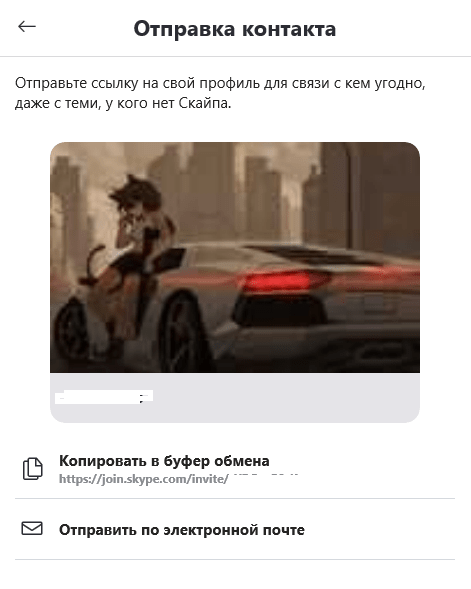 Отправка контакта
Отправьте ссылку на свой профиль для связи с кем угодно,
даже с теми, у кого нет Скайпа.
Копировать в буфер обмена
https://join.skype.com/invite/
Отправить по электронной почте